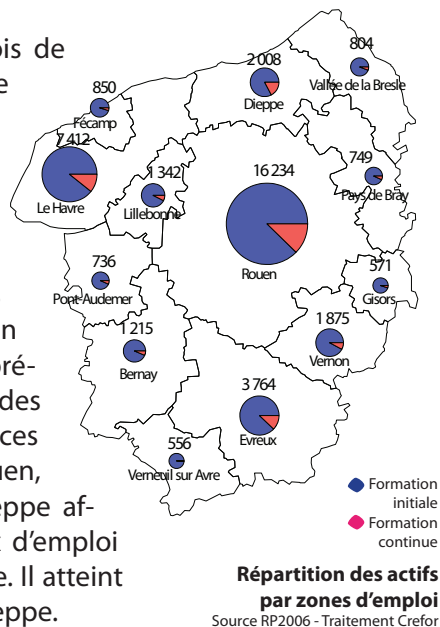 ois de
e
n
pré-
des
ces
uen,
eppe af-
x d'emploi
e. Il atteint
eppe.
804
Vallée de la Bresle
2 008
Dieppe
850
Fécamp
7 412
Le Havre
1 342
Lillebonne
16 234
Rouen
749
Pays de Bray
736
Pont-Audemer
571
Gisors
1 875
Vernon
1 215
Bernay
3 764
Evreux
556
Verneuil sur Avre
Formation
initiale
Formation
continue
Répartition des actifs
par zones d'emploi
Source RP2006 - Traitement Crefor